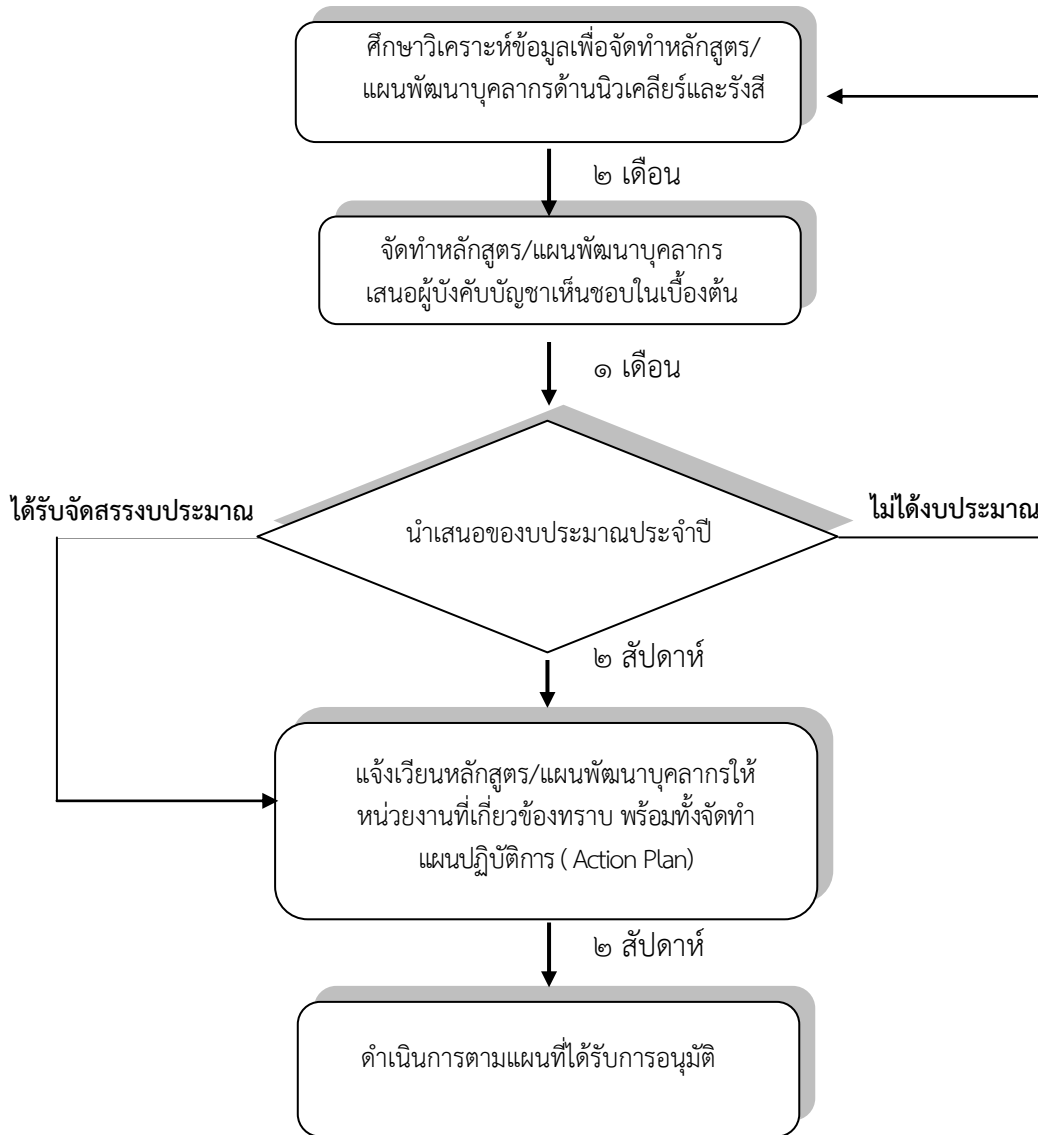 ศึกษาวิเคราะห์ข้อมูลเพื่อจัดทำหลักสูตร/
แผนพัฒนาบุคลากรด้านนิวเคลียร์และรังสี
๒ เดือน
จัดทำหลักสูตร/แผนพัฒนาบุคลากร
เสนอผู้บังคับบัญชาเห็นชอบในเบื้องต้น
๑ เดือน
ได้รับจัดสรรงบประมาณ
นำเสนอของบประมาณประจำปี
ไม่ได้งบประมาณ
๒ สัปดาห์
แจ้งเวียนหลักสูตร/แผนพัฒนาบุคลากรให้
หน่วยงานที่เกี่ยวข้องทราบ พร้อมทั้งจัดทำ
แผนปฏิบัติการ ( Action Plan)
๒ สัปดาห์
ดำเนินการตามแผนที่ได้รับการอนุมัติ